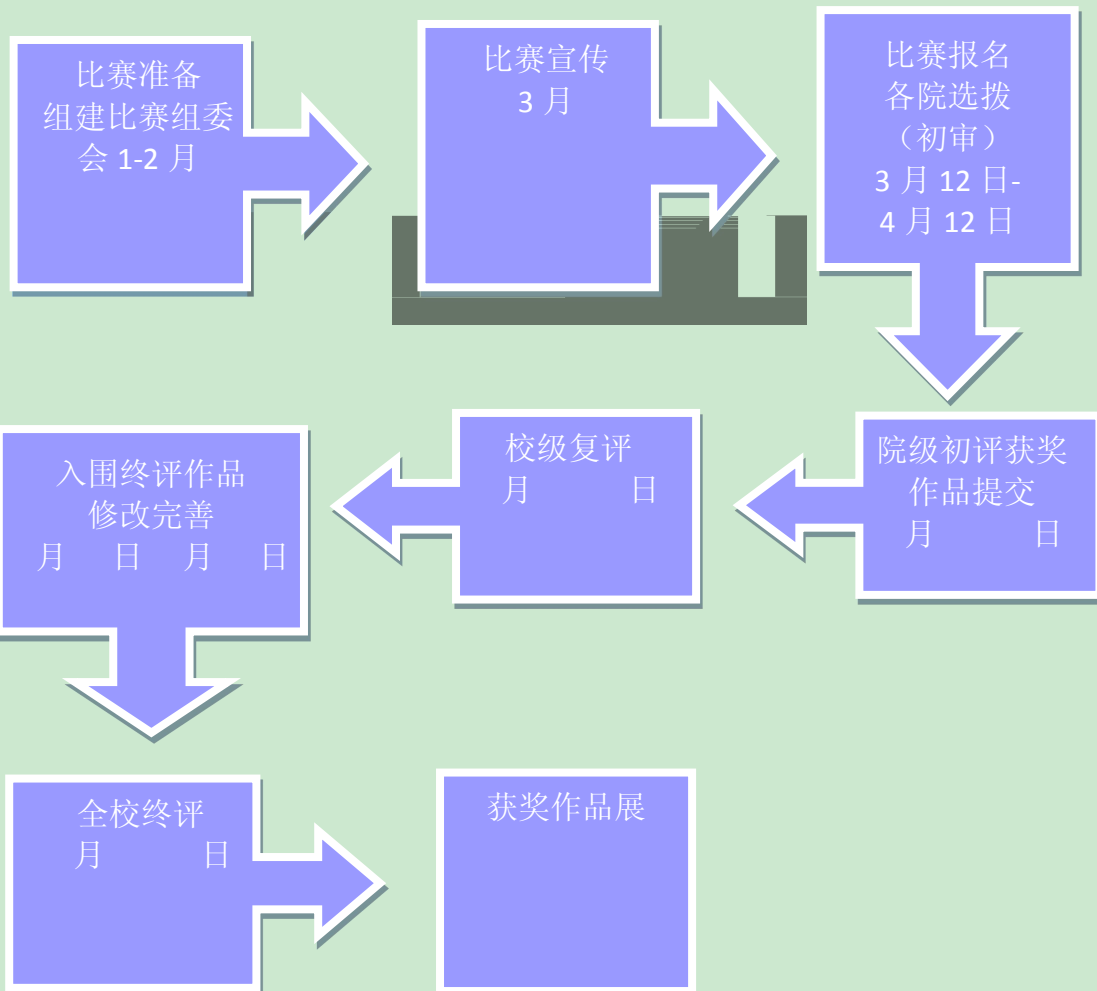 比赛准备
组建比赛组委
会 1-2 月
比赛宣传
3 月
比赛报名
各院选拨
（初审）
3 月 12 日-
4 月 12 日
院级初评获奖
作品提交
月 日
校级复评
月 日
入围终评作品
修改完善
月 日 月 日
全校终评
月 日
获奖作品展